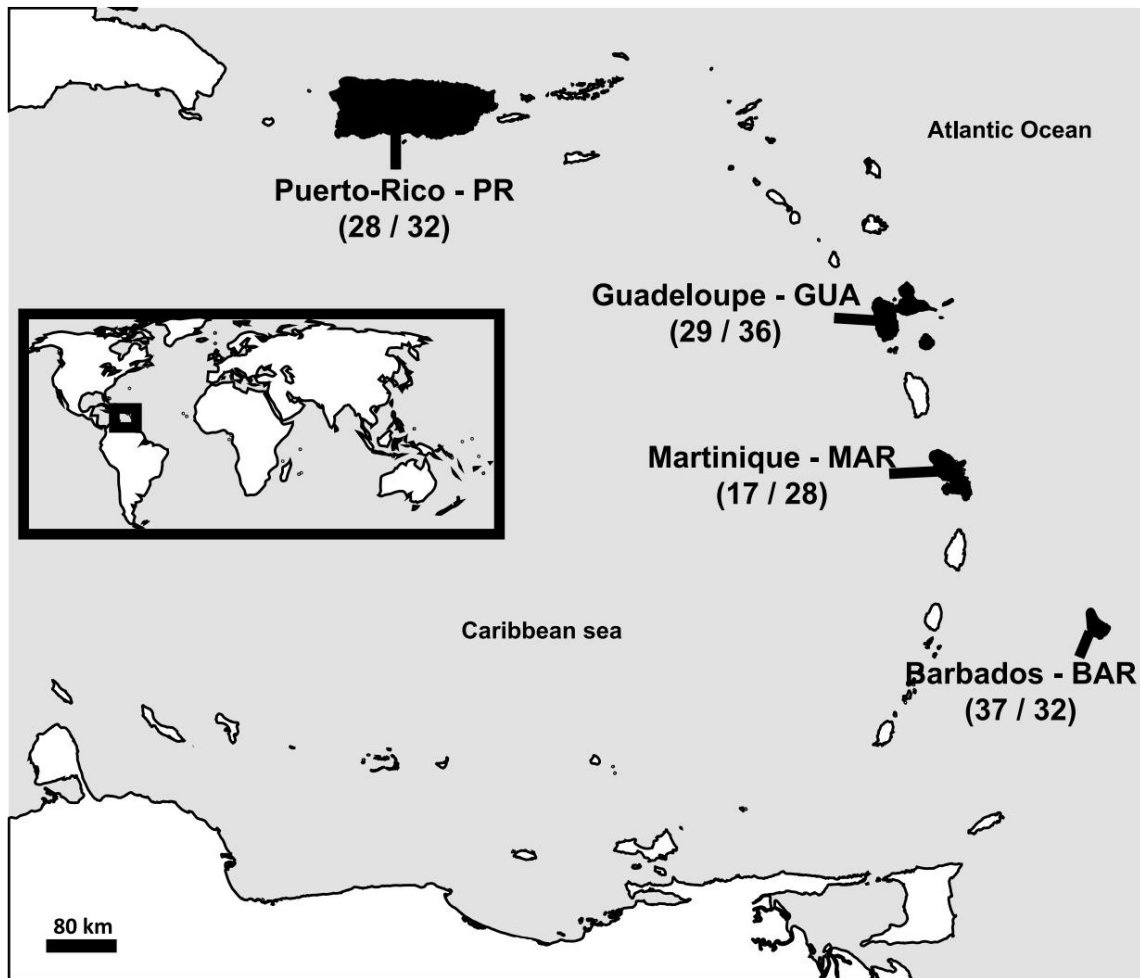 Atlantic Ocean
Puerto-Rico - PR
(28 / 32)
Guadeloupe - GUA
(29 / 36)
Martinique - MAR
(17 / 28)
Caribbean sea
Barbados - BAR
(37 / 32)
80 km